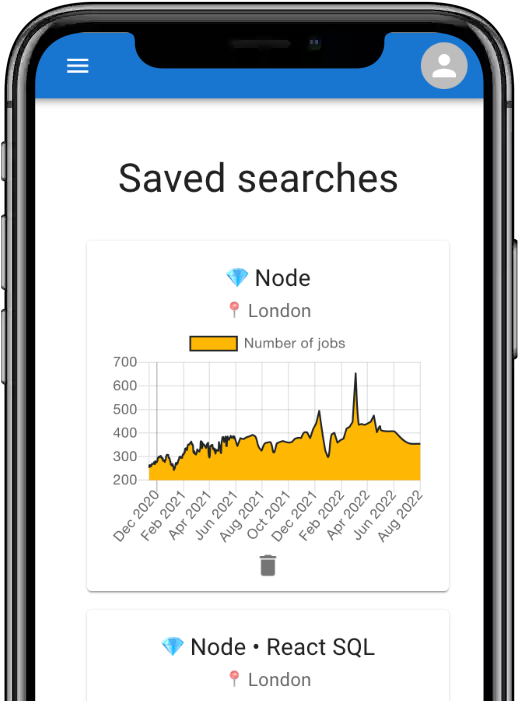 Saved searches
💎 Node
📍 London
Number of jobs
700
600
500
400
300
200
Dec 2020
Feb 2021
Apr 2021
Jun 2021
Aug 2021
Oct 2021
Dec 2021
Feb 2022
Apr 2022
Jun 2022
Aug 2022
💎 Node • React SQL
📍 London